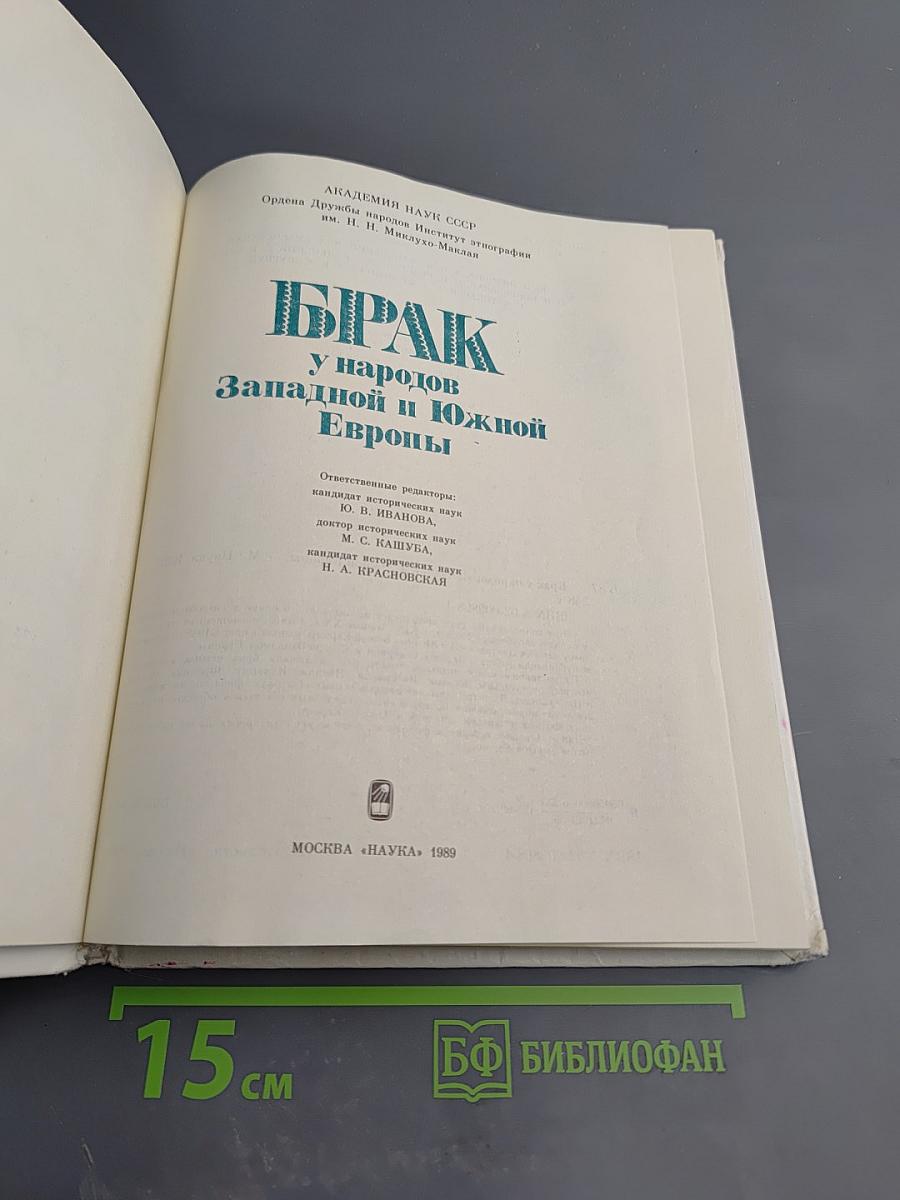 АКАДЕМИЯ НАУК СССР
Ордена Дружбы народов Институт этнографии
им. Н. Н. Миклухо-Маклая
БРАК
у народов
Западной и Южной
Европы
Ответственные редакторы:
кандидат исторических наук
Ю. В. ИВАНОВА,
доктор исторических наук
М. С. КАШУБА,
кандидат исторических наук
Н. А. КРАСНОВСКАЯ
МОСКВА «НАУКА» 1989
15 см
БФ БИБЛИОФАН